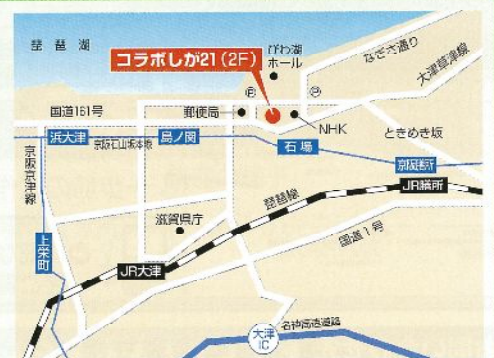 琵琶湖
コラボしが21(2F)
びわ湖
ホール
なぎさ通り
大津草津線
P
P
国道161号
郵便局
NHK
ときめき坂
浜大津
京阪石山坂本線
島ノ関
石場
京阪膳所
京阪京津線
JR膳所
琵琶線
滋賀県庁
国道1号
上栄町
JR大津
大津
IC
名神高速道路